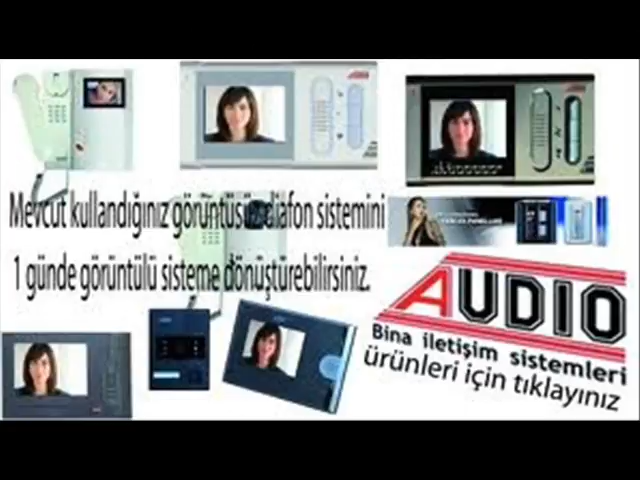 Mevcut kullandığınız görüntüsüz diafon sistemini
1 günde görüntülü sisteme dönüştürebilirsiniz.
AUDIO
Bina iletişim sistemleri
ürünleri için tıklayınız